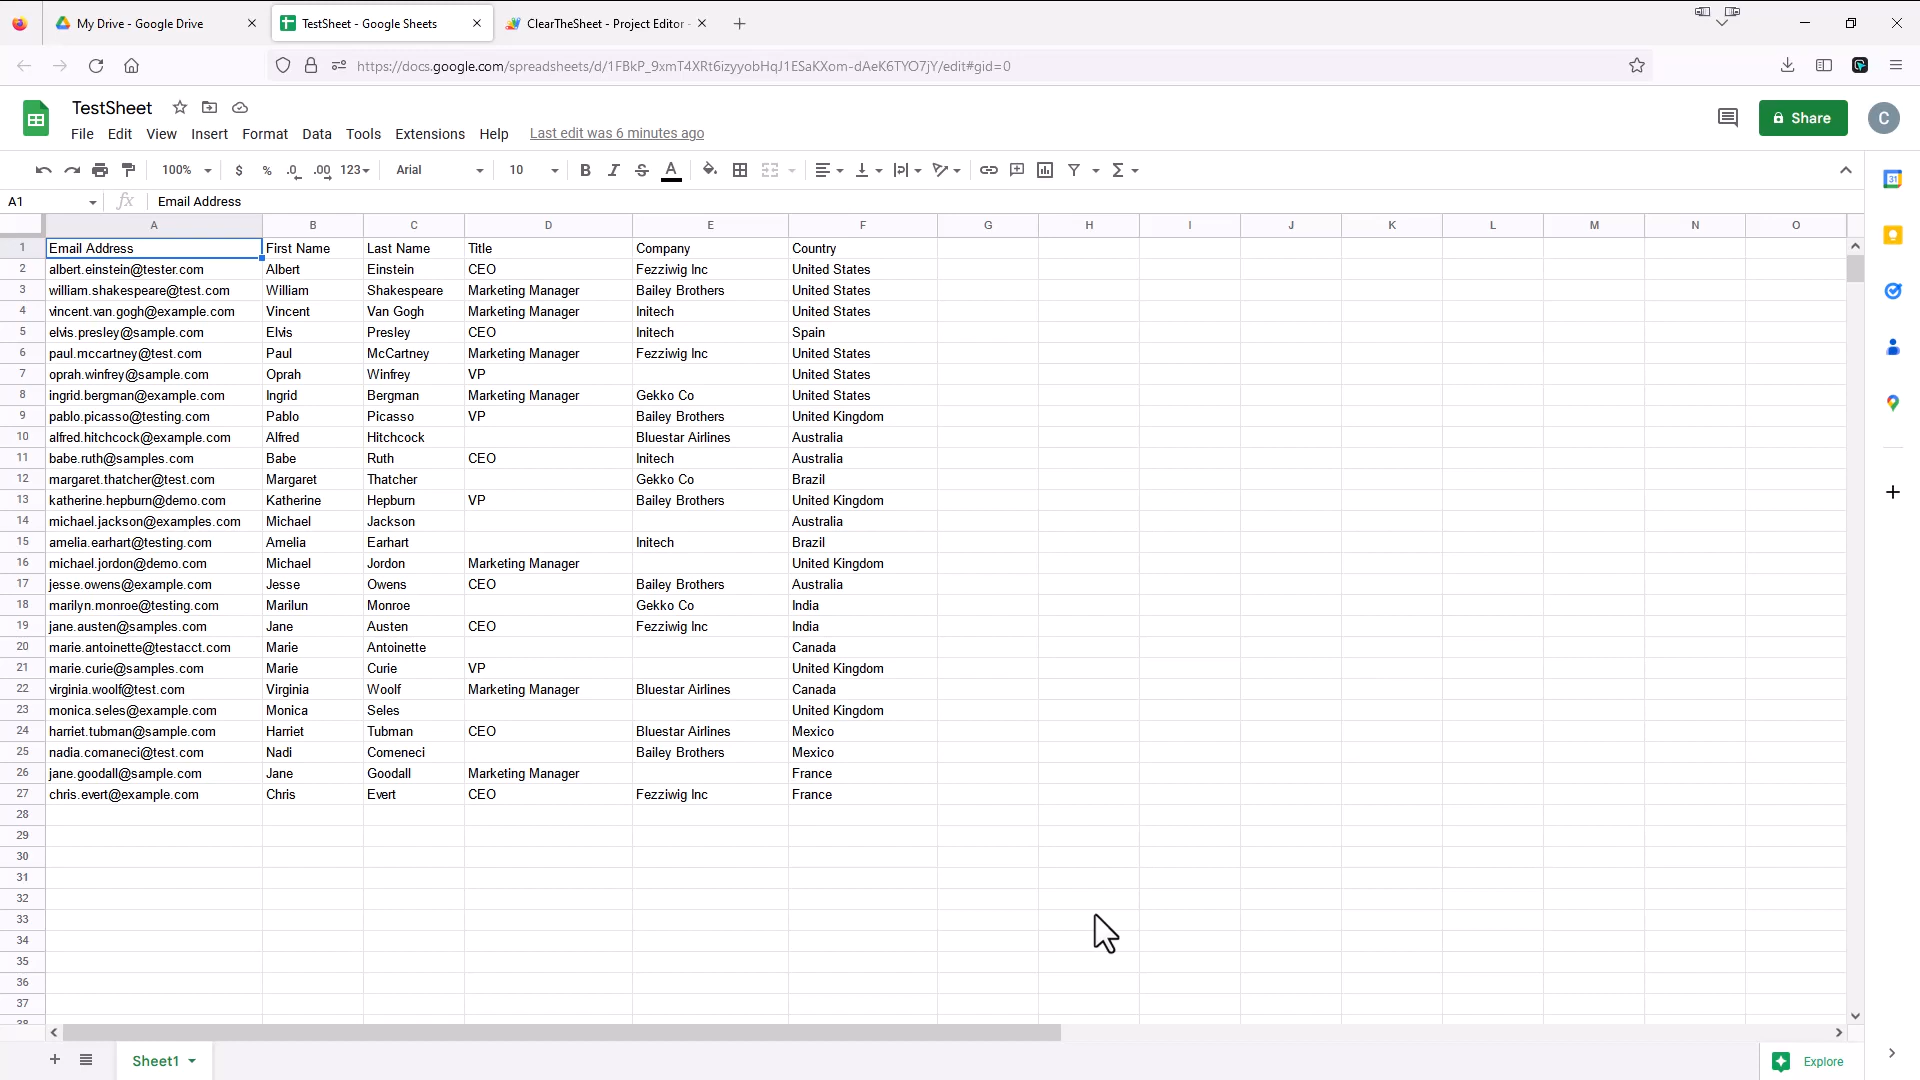 My Drive - Google Drive
TestSheet - Google Sheets
ClearTheSheet - Project Editor -
https://docs.google.com/spreadsheets/d/1FBkP_9xmT4XRt6izyyobHqJ1ESaKXom-dAeK6TYO7jY/edit#gid=0
TestSheet
File Edit View Insert Format Data Tools Extensions Help Last edit was 6 minutes ago
Share
C
100% $ % .0 .00 123 Arial 10 B I S A
31
A1 fx Email Address
A B C D E F G H I J K L M N O
1 Email Address First Name Last Name Title Company Country
2 albert.einstein@tester.com Albert Einstein CEO Fezziwig Inc United States
3 william.shakespeare@test.com William Shakespeare Marketing Manager Bailey Brothers United States
4 vincent.van.gogh@example.com Vincent Van Gogh Marketing Manager Initech United States
5 elvis.presley@sample.com Elvis Presley CEO Initech Spain
6 paul.mccartney@test.com Paul McCartney Marketing Manager Fezziwig Inc United States
7 oprah.winfrey@sample.com Oprah Winfrey VP United States
8 ingrid.bergman@example.com Ingrid Bergman Marketing Manager Gekko Co United States
9 pablo.picasso@testing.com Pablo Picasso VP Bailey Brothers United Kingdom
10 alfred.hitchcock@example.com Alfred Hitchcock Bluestar Airlines Australia
11 babe.ruth@samples.com Babe Ruth CEO Initech Australia
12 margaret.thatcher@test.com Margaret Thatcher Gekko Co Brazil
13 katherine.hepburn@demo.com Katherine Hepburn VP Bailey Brothers United Kingdom
14 michael.jackson@examples.com Michael Jackson Australia
15 amelia.earhart@testing.com Amelia Earhart Initech Brazil
16 michael.jordon@demo.com Michael Jordon Marketing Manager United Kingdom
17 jesse.owens@example.com Jesse Owens CEO Bailey Brothers Australia
18 marilyn.monroe@testing.com Marilun Monroe Gekko Co India
19 jane.austen@samples.com Jane Austen CEO Fezziwig Inc India
20 marie.antoinette@testacct.com Marie Antoinette Canada
21 marie.curie@samples.com Marie Curie VP United Kingdom
22 virginia.woolf@test.com Virginia Woolf Marketing Manager Bluestar Airlines Canada
23 monica.seles@example.com Monica Seles United Kingdom
24 harriet.tubman@sample.com Harriet Tubman CEO Bluestar Airlines Mexico
25 nadia.comaneci@test.com Nadi Comeneci Bailey Brothers Mexico
26 jane.goodall@sample.com Jane Goodall Marketing Manager France
27 chris.evert@example.com Chris Evert CEO Fezziwig Inc France
28
29
30
31
32
33
34
35
36
37
38
Sheet1
Explore